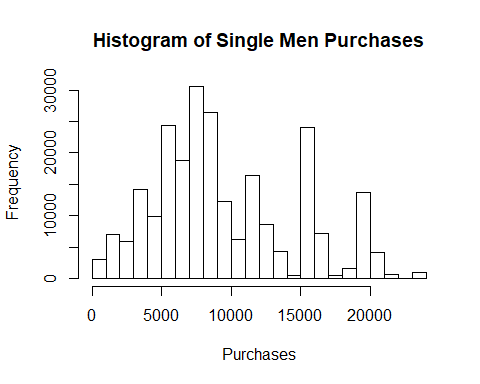 Histogram of Single Men Purchases
Frequency
30000
20000
10000
0
0 5000 10000 15000 20000
Purchases